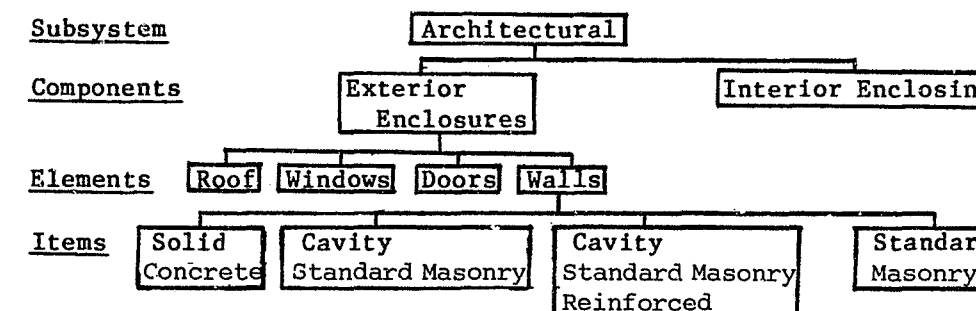 Subsystem Architectural
Components Exterior Enclosures Interior Enclosin
Elements Roof Windows Doors Walls
Items Solid Concrete Cavity Standard Masonry Cavity Standard Masonry Reinforced Standar Masonry